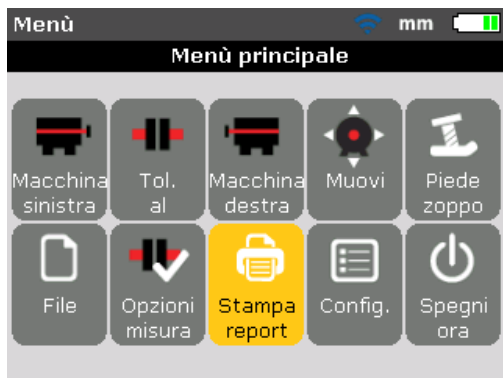 Menù mm
Menù principale
Macchina sinistra
Tol. al
Macchina destra
Muovi
Piede zoppo
File
Opzioni misura
Stampa report
Config.
Spegni ora